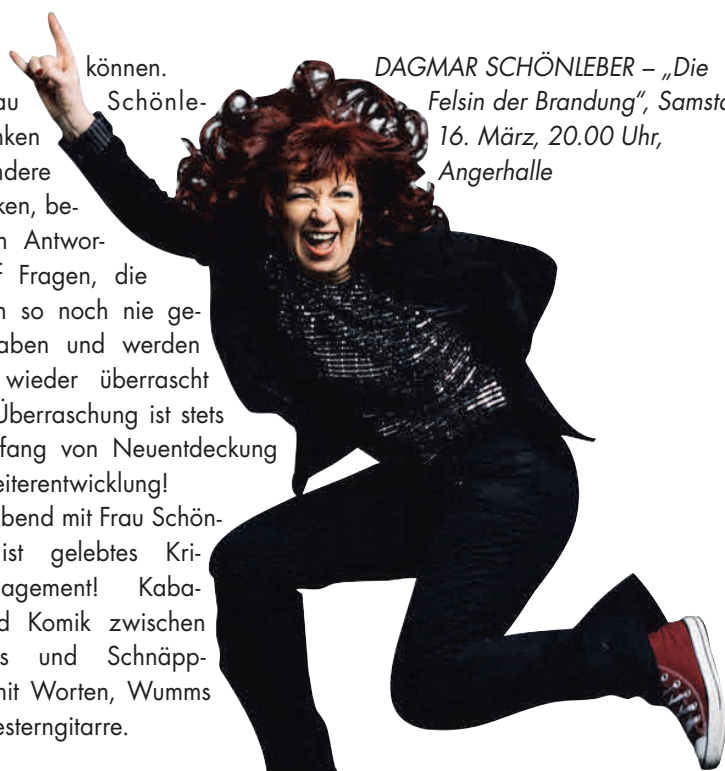 können.
au Schönle-
nken
ndere
ken, be-
n Antwor-
f Fragen, die
n so noch nie ge-
aben und werden
wieder überrascht
Überraschung ist stets
fang von Neuentdeckung
eiterentwicklung!
bend mit Frau Schön-
ist gelebtes Kri-
agement! Kaba-
d Komik zwischen
s und Schnäpp-
mit Worten, Wumms
esterngitarre.
DAGMAR SCHÖNLEBER – „Die
Felsin der Brandung“, Samsta
16. März, 20.00 Uhr,
Angerhalle